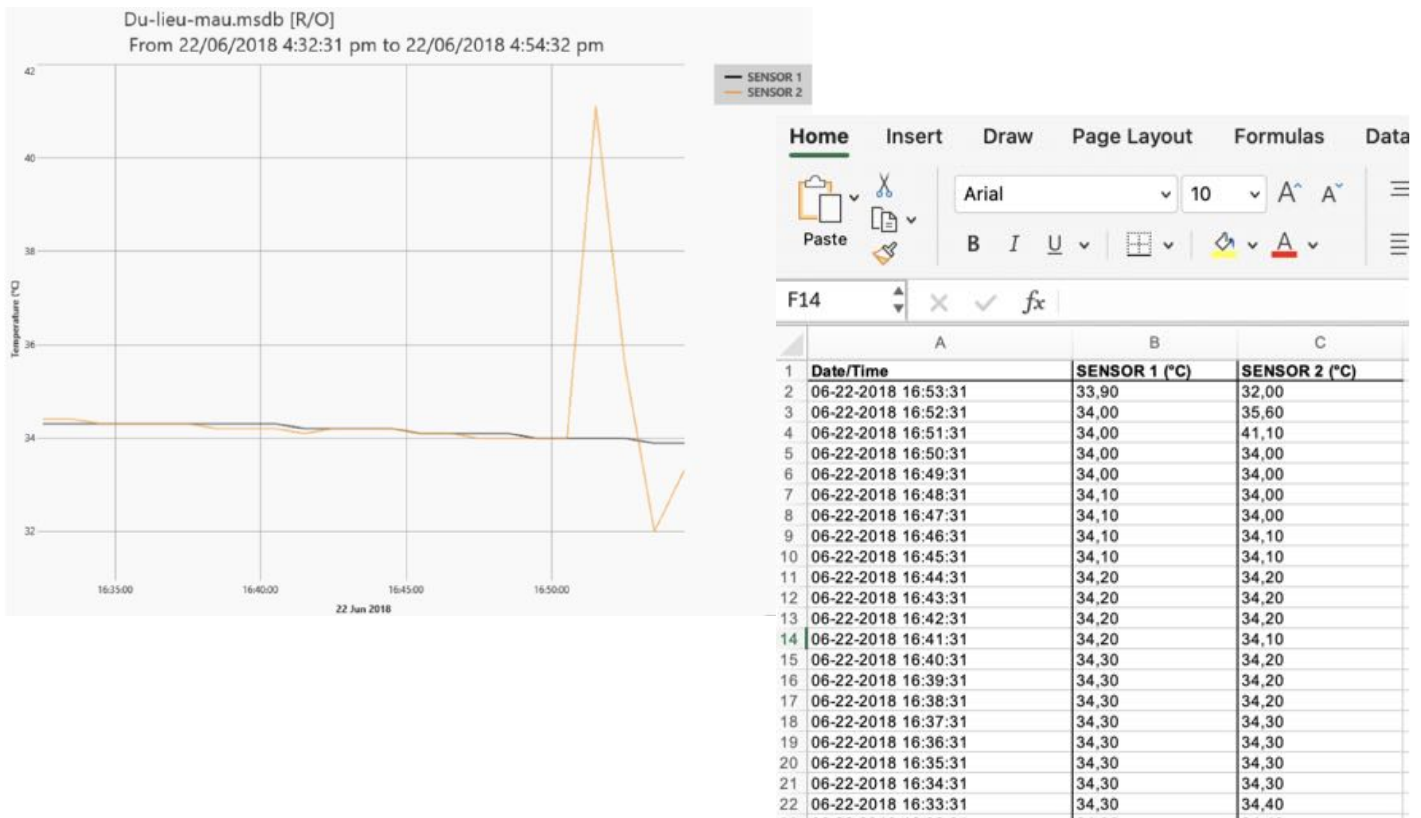 Du-lieu-mau.msdb [R/O]
From 22/06/2018 4:32:31 pm to 22/06/2018 4:54:32 pm
SENSOR 1
SENSOR 2
42
40
38
36
34
32
Temperature (°C)
16:35:00 16:40:00 16:45:00 16:50:00
22 Jun 2018
Home Insert Draw Page Layout Formulas Data
Paste
Arial 10 A A
B I U A
F14 fx
A B C
1 Date/Time SENSOR 1 (°C) SENSOR 2 (°C)
2 06-22-2018 16:53:31 33,90 32,00
3 06-22-2018 16:52:31 34,00 35,60
4 06-22-2018 16:51:31 34,00 41,10
5 06-22-2018 16:50:31 34,00 34,00
6 06-22-2018 16:49:31 34,00 34,00
7 06-22-2018 16:48:31 34,10 34,00
8 06-22-2018 16:47:31 34,10 34,00
9 06-22-2018 16:46:31 34,10 34,10
10 06-22-2018 16:45:31 34,10 34,10
11 06-22-2018 16:44:31 34,20 34,20
12 06-22-2018 16:43:31 34,20 34,20
13 06-22-2018 16:42:31 34,20 34,20
14 06-22-2018 16:41:31 34,20 34,10
15 06-22-2018 16:40:31 34,30 34,20
16 06-22-2018 16:39:31 34,30 34,20
17 06-22-2018 16:38:31 34,30 34,20
18 06-22-2018 16:37:31 34,30 34,30
19 06-22-2018 16:36:31 34,30 34,30
20 06-22-2018 16:35:31 34,30 34,30
21 06-22-2018 16:34:31 34,30 34,30
22 06-22-2018 16:33:31 34,30 34,40